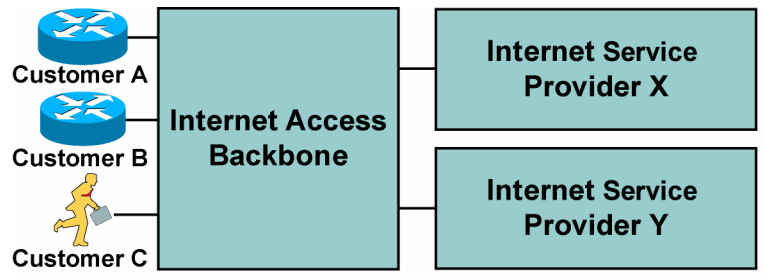 Customer A
Customer B
Customer C
Internet Access
Backbone
Internet Service
Provider X
Internet Service
Provider Y